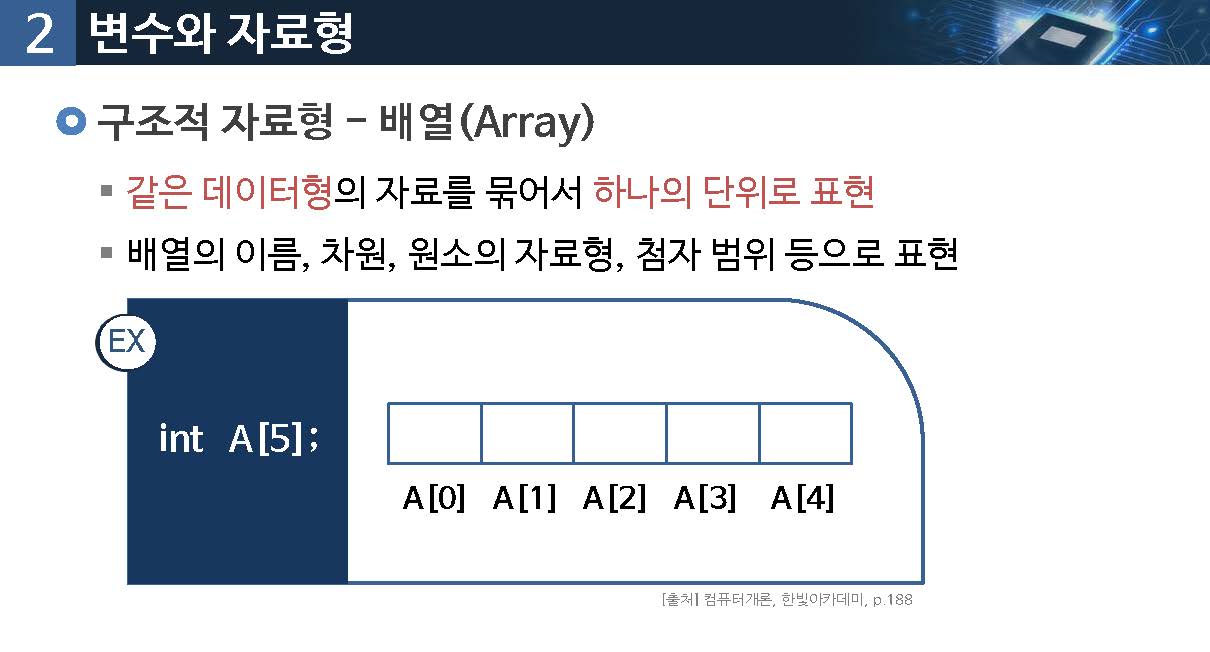 2 변수와 자료형
구조적 자료형 - 배열(Array)
같은 데이터형의 자료를 묶어서 하나의 단위로 표현
배열의 이름, 차원, 원소의 자료형, 첨자 범위 등으로 표현
EX
int A[5];
A[0] A[1] A[2] A[3] A[4]
[출처] 컴퓨터개론, 한빛아카데미, p.188